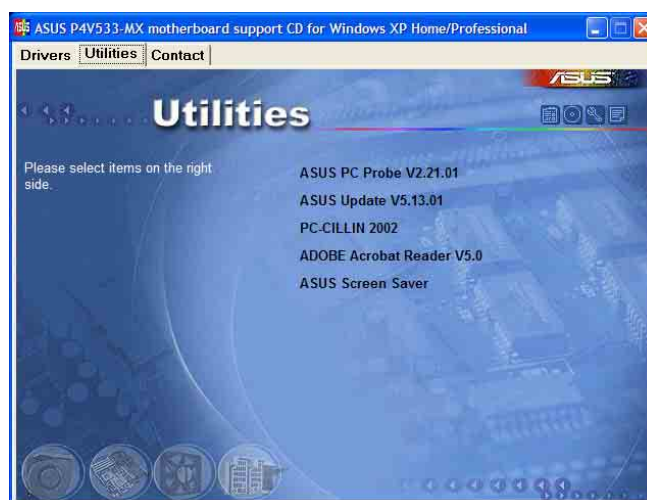 ASUS P4V533-MX motherboard support CD for Windows XP Home/Professional
Drivers Utilities Contact
ASUS
Utilities
Please select items on the right
side.
ASUS PC Probe V2.21.01
ASUS Update V5.13.01
PC-CILLIN 2002
ADOBE Acrobat Reader V5.0
ASUS Screen Saver